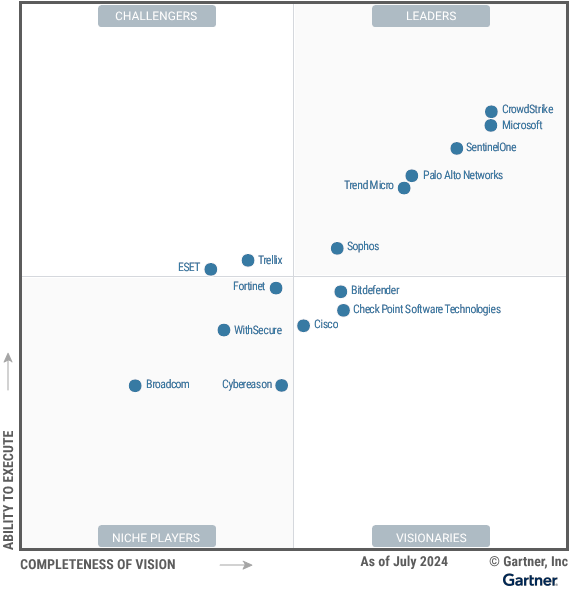 CHALLENGERS
LEADERS
CrowdStrike
Microsoft
SentinelOne
Palo Alto Networks
Trend Micro
Sophos
Trellix
ESET
Fortinet
Bitdefender
Check Point Software Technologies
Cisco
WithSecure
Broadcom
Cybereason
ABILITY TO EXECUTE
NICHE PLAYERS
VISIONARIES
COMPLETENESS OF VISION
As of July 2024
© Gartner, Inc
Gartner